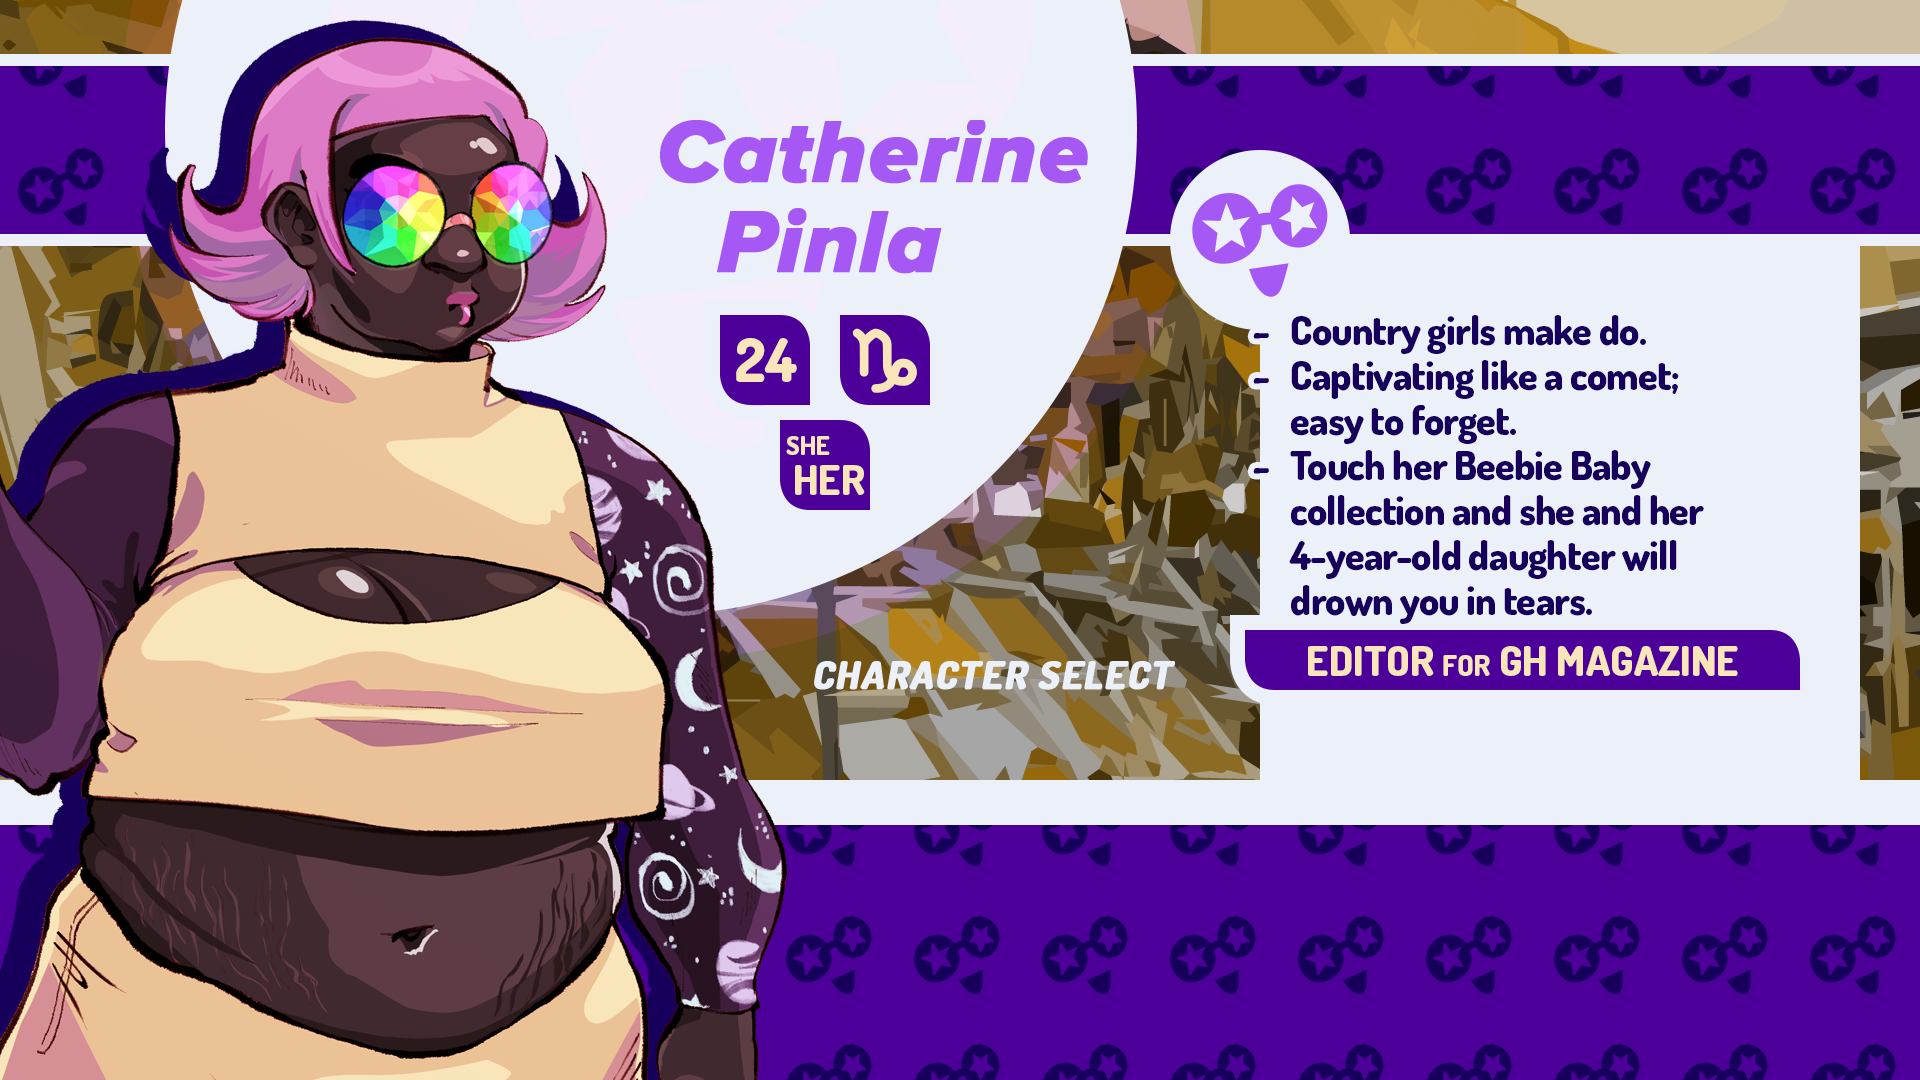 Catherine
Pinla
24
♑
SHE
HER
- Country girls make do.
- Captivating like a comet;
easy to forget.
- Touch her Beebie Baby
collection and she and her
4-year-old daughter will
drown you in tears.
EDITOR FOR GH MAGAZINE
CHARACTER SELECT